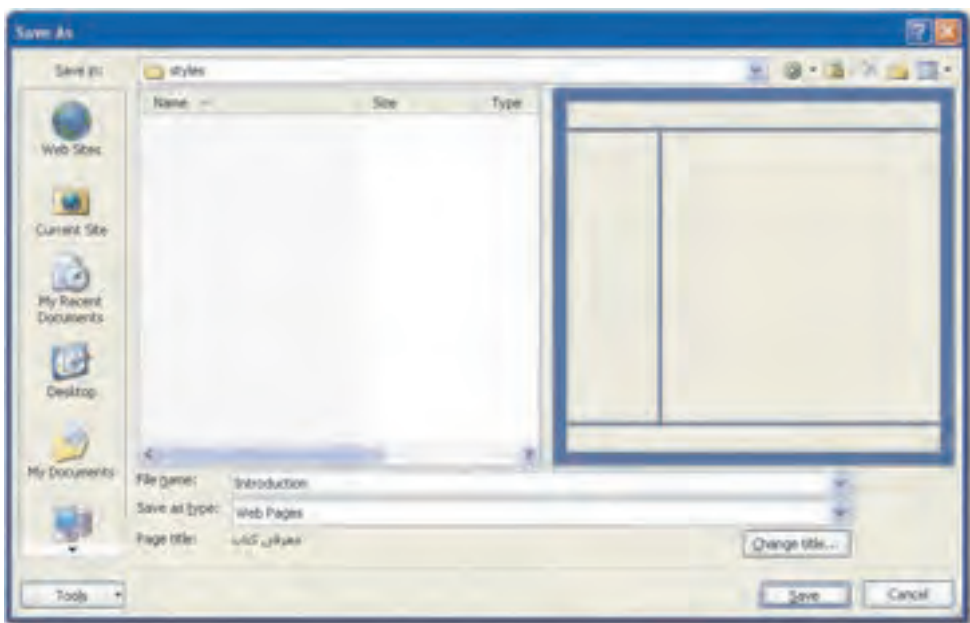 Save As
Save in:
styles
Name
Size
Type
Web Sites
Current Site
My Recent
Documents
Desktop
My Documents
File name:
Introduction
Save as type:
Web Pages
Page title:
معرفی کتاب
Change title...
Tools
Save
Cancel